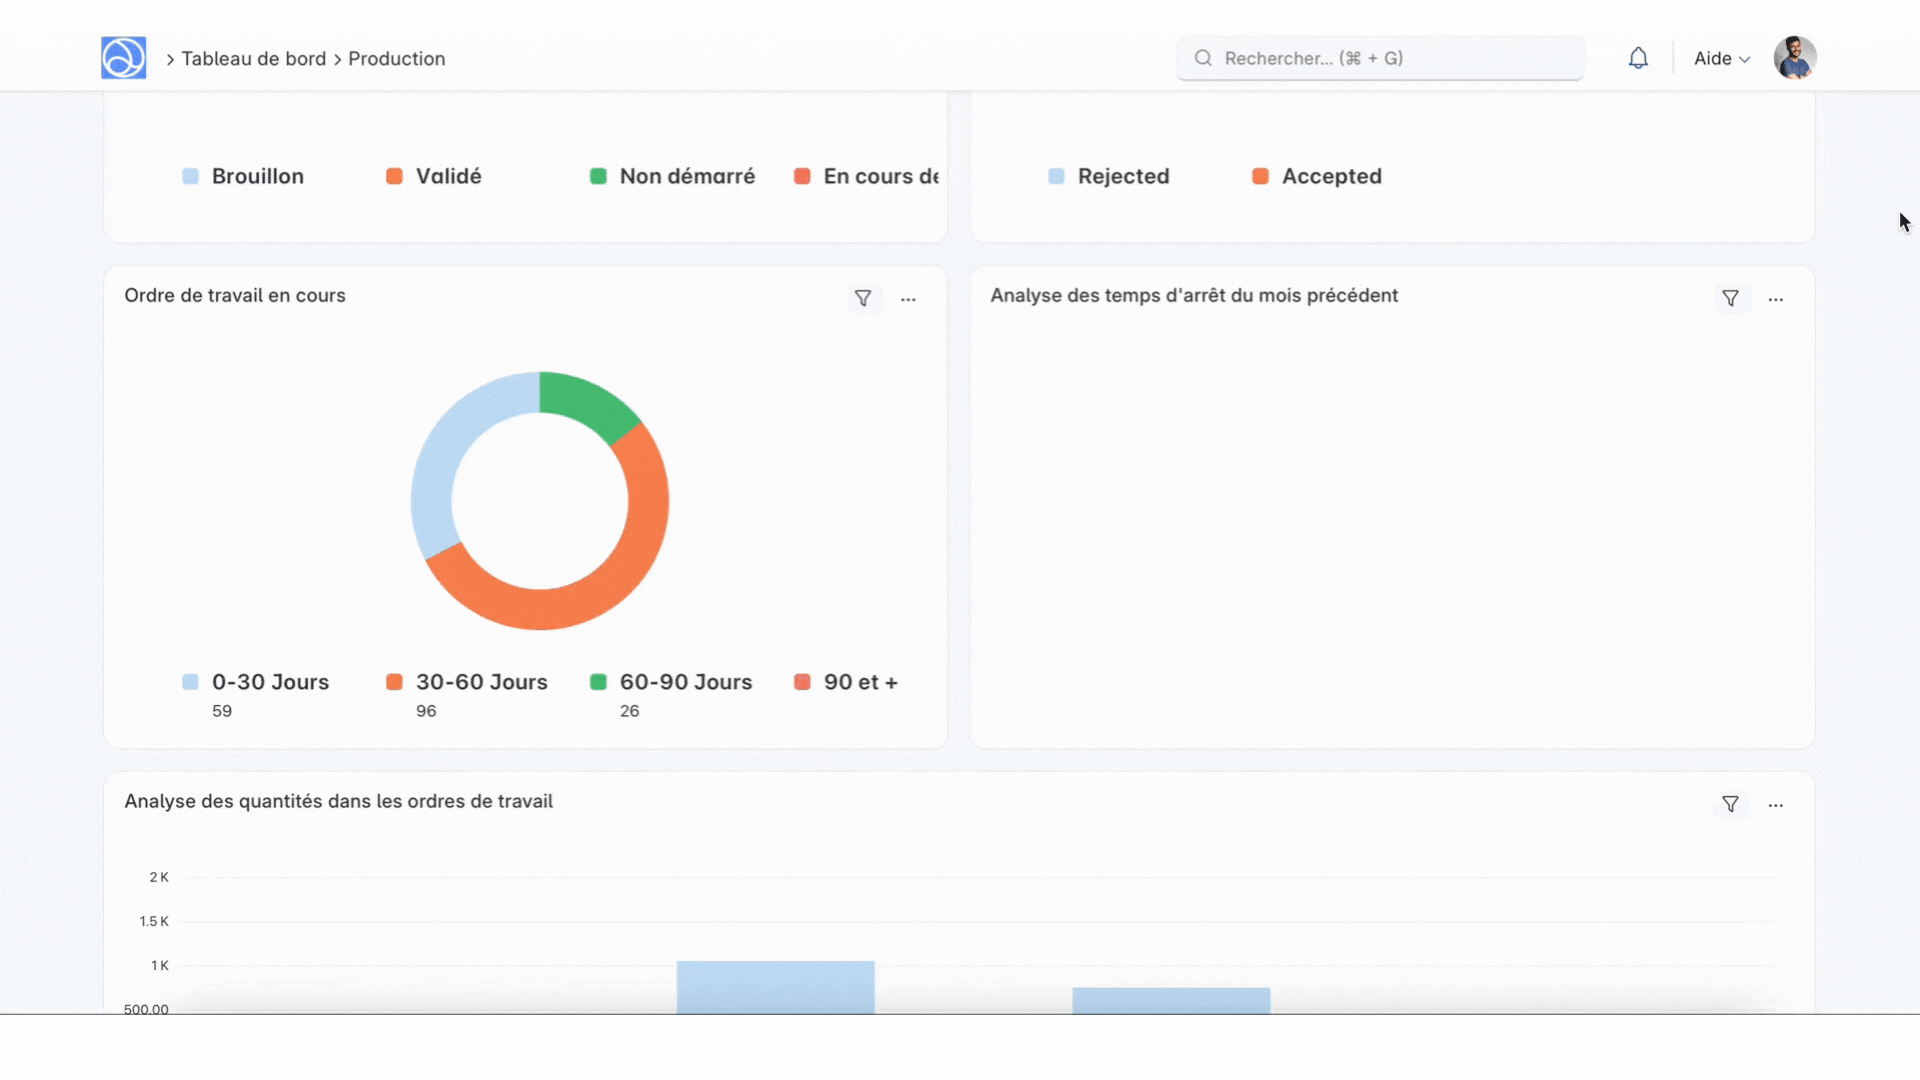 Tableau de bord > Production
Rechercher... (⌘ + G)
Aide
Brouillon
Validé
Non démarré
En cours de
Rejected
Accepted
Ordre de travail en cours
Analyse des temps d'arrêt du mois précédent
0-30 Jours
30-60 Jours
60-90 Jours
90 et +
59
96
26
Analyse des quantités dans les ordres de travail
2 K
1.5 K
1 K
500.00